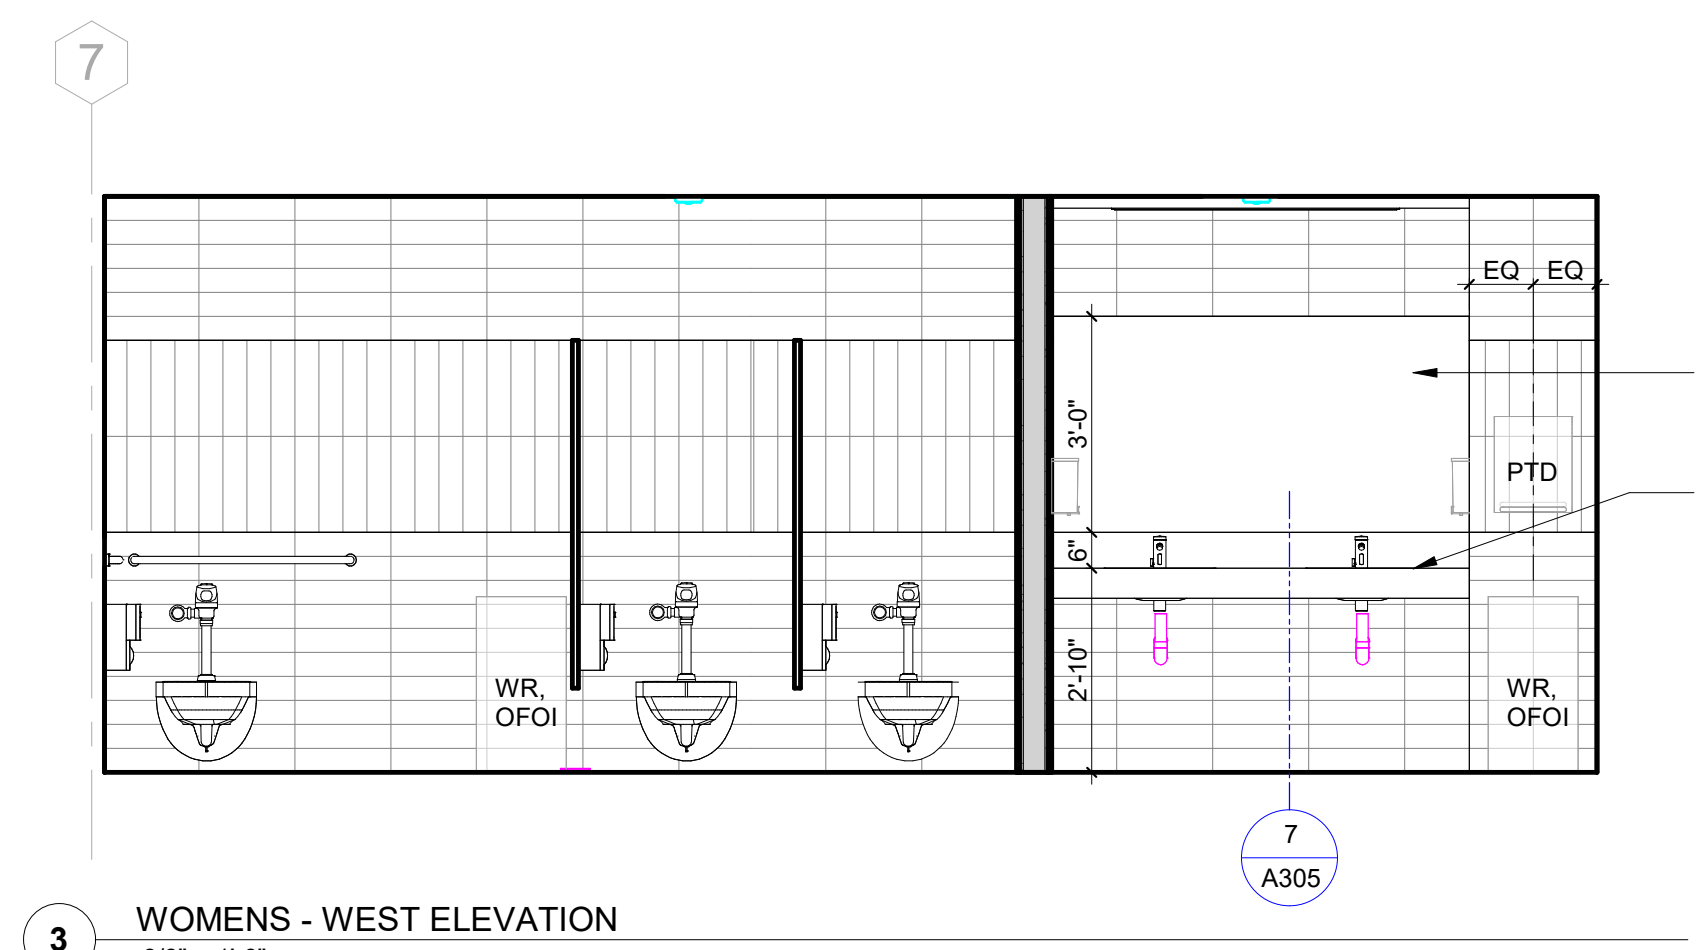 7
EQ EQ
3'-0"
PTD
6"
2'-10"
WR,
OFOI
WR,
OFOI
7
A305
3
WOMENS - WEST ELEVATION